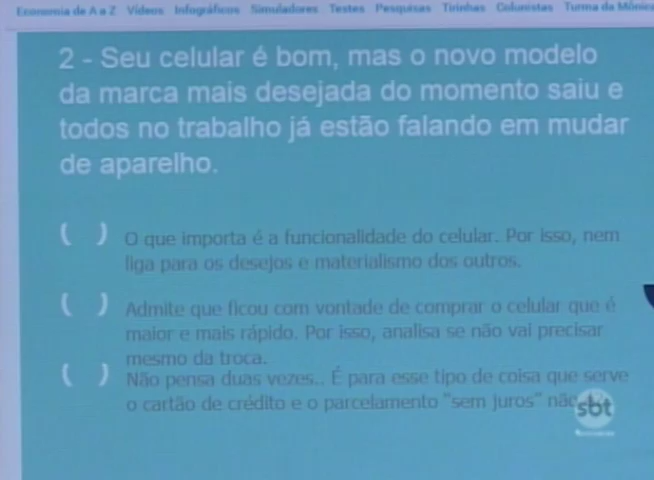 Economia de A a Z Vídeos Infográficos Simuladores Testes Pesquisas Tirinhas Colunistas Turma da Mônica
2 - Seu celular é bom, mas o novo modelo
da marca mais desejada do momento saiu e
todos no trabalho já estão falando em mudar
de aparelho.
( ) O que importa é a funcionalidade do celular. Por isso, nem
liga para os desejos e materialismo dos outros.
( ) Admite que ficou com vontade de comprar o celular que é
maior e mais rápido. Por isso, analisa se não vai precisar
mesmo da troca.
( ) Não pensa duas vezes.. É para esse tipo de coisa que serve
o cartão de crédito e o parcelamento "sem juros" não
sbt